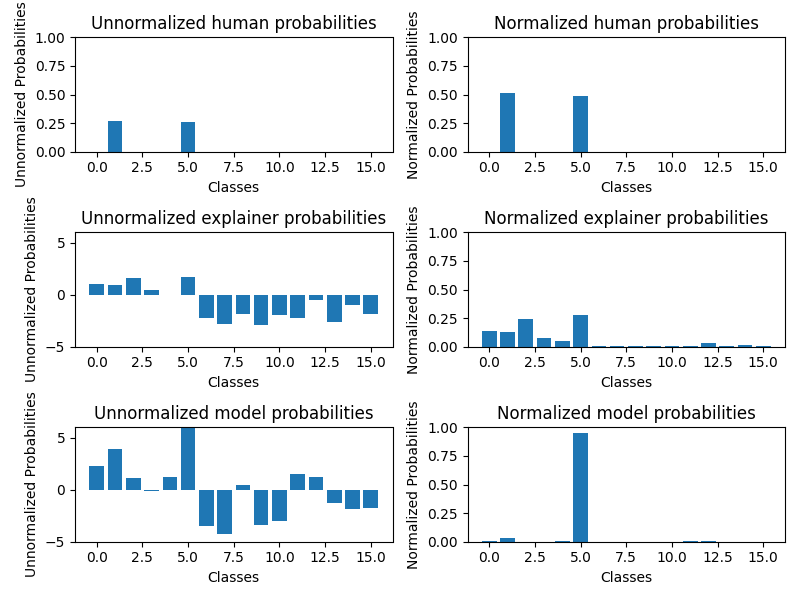 Unnormalized human probabilities
Unnormalized Probabilities
1.00
0.75
0.50
0.25
0.00
0.0 2.5 5.0 7.5 10.0 12.5 15.0
Classes
Normalized human probabilities
Normalized Probabilities
1.00
0.75
0.50
0.25
0.00
0.0 2.5 5.0 7.5 10.0 12.5 15.0
Classes
Unnormalized explainer probabilities
Unnormalized Probabilities
5
0
−5
0.0 2.5 5.0 7.5 10.0 12.5 15.0
Classes
Normalized explainer probabilities
Normalized Probabilities
1.00
0.75
0.50
0.25
0.00
0.0 2.5 5.0 7.5 10.0 12.5 15.0
Classes
Unnormalized model probabilities
Unnormalized Probabilities
5
0
−5
0.0 2.5 5.0 7.5 10.0 12.5 15.0
Classes
Normalized model probabilities
Normalized Probabilities
1.00
0.75
0.50
0.25
0.00
0.0 2.5 5.0 7.5 10.0 12.5 15.0
Classes